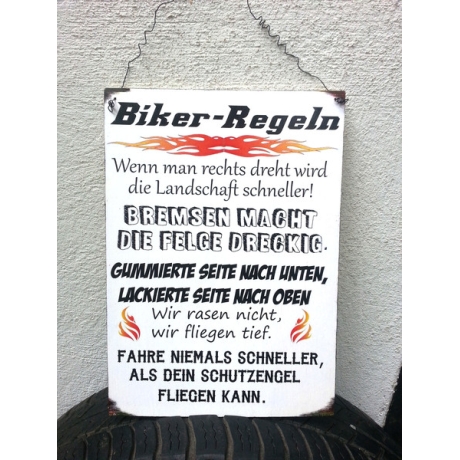 Biker-Regeln
Wenn man rechts dreht wird
die Landschaft schneller!
BREMSEN MACHT
DIE FELGE DRECKIG.
GUMMIERTE SEITE NACH UNTEN,
LACKIERTE SEITE NACH OBEN
Wir rasen nicht,
wir fliegen tief.
FAHRE NIEMALS SCHNELLER,
ALS DEIN SCHUTZENGEL
FLIEGEN KANN.